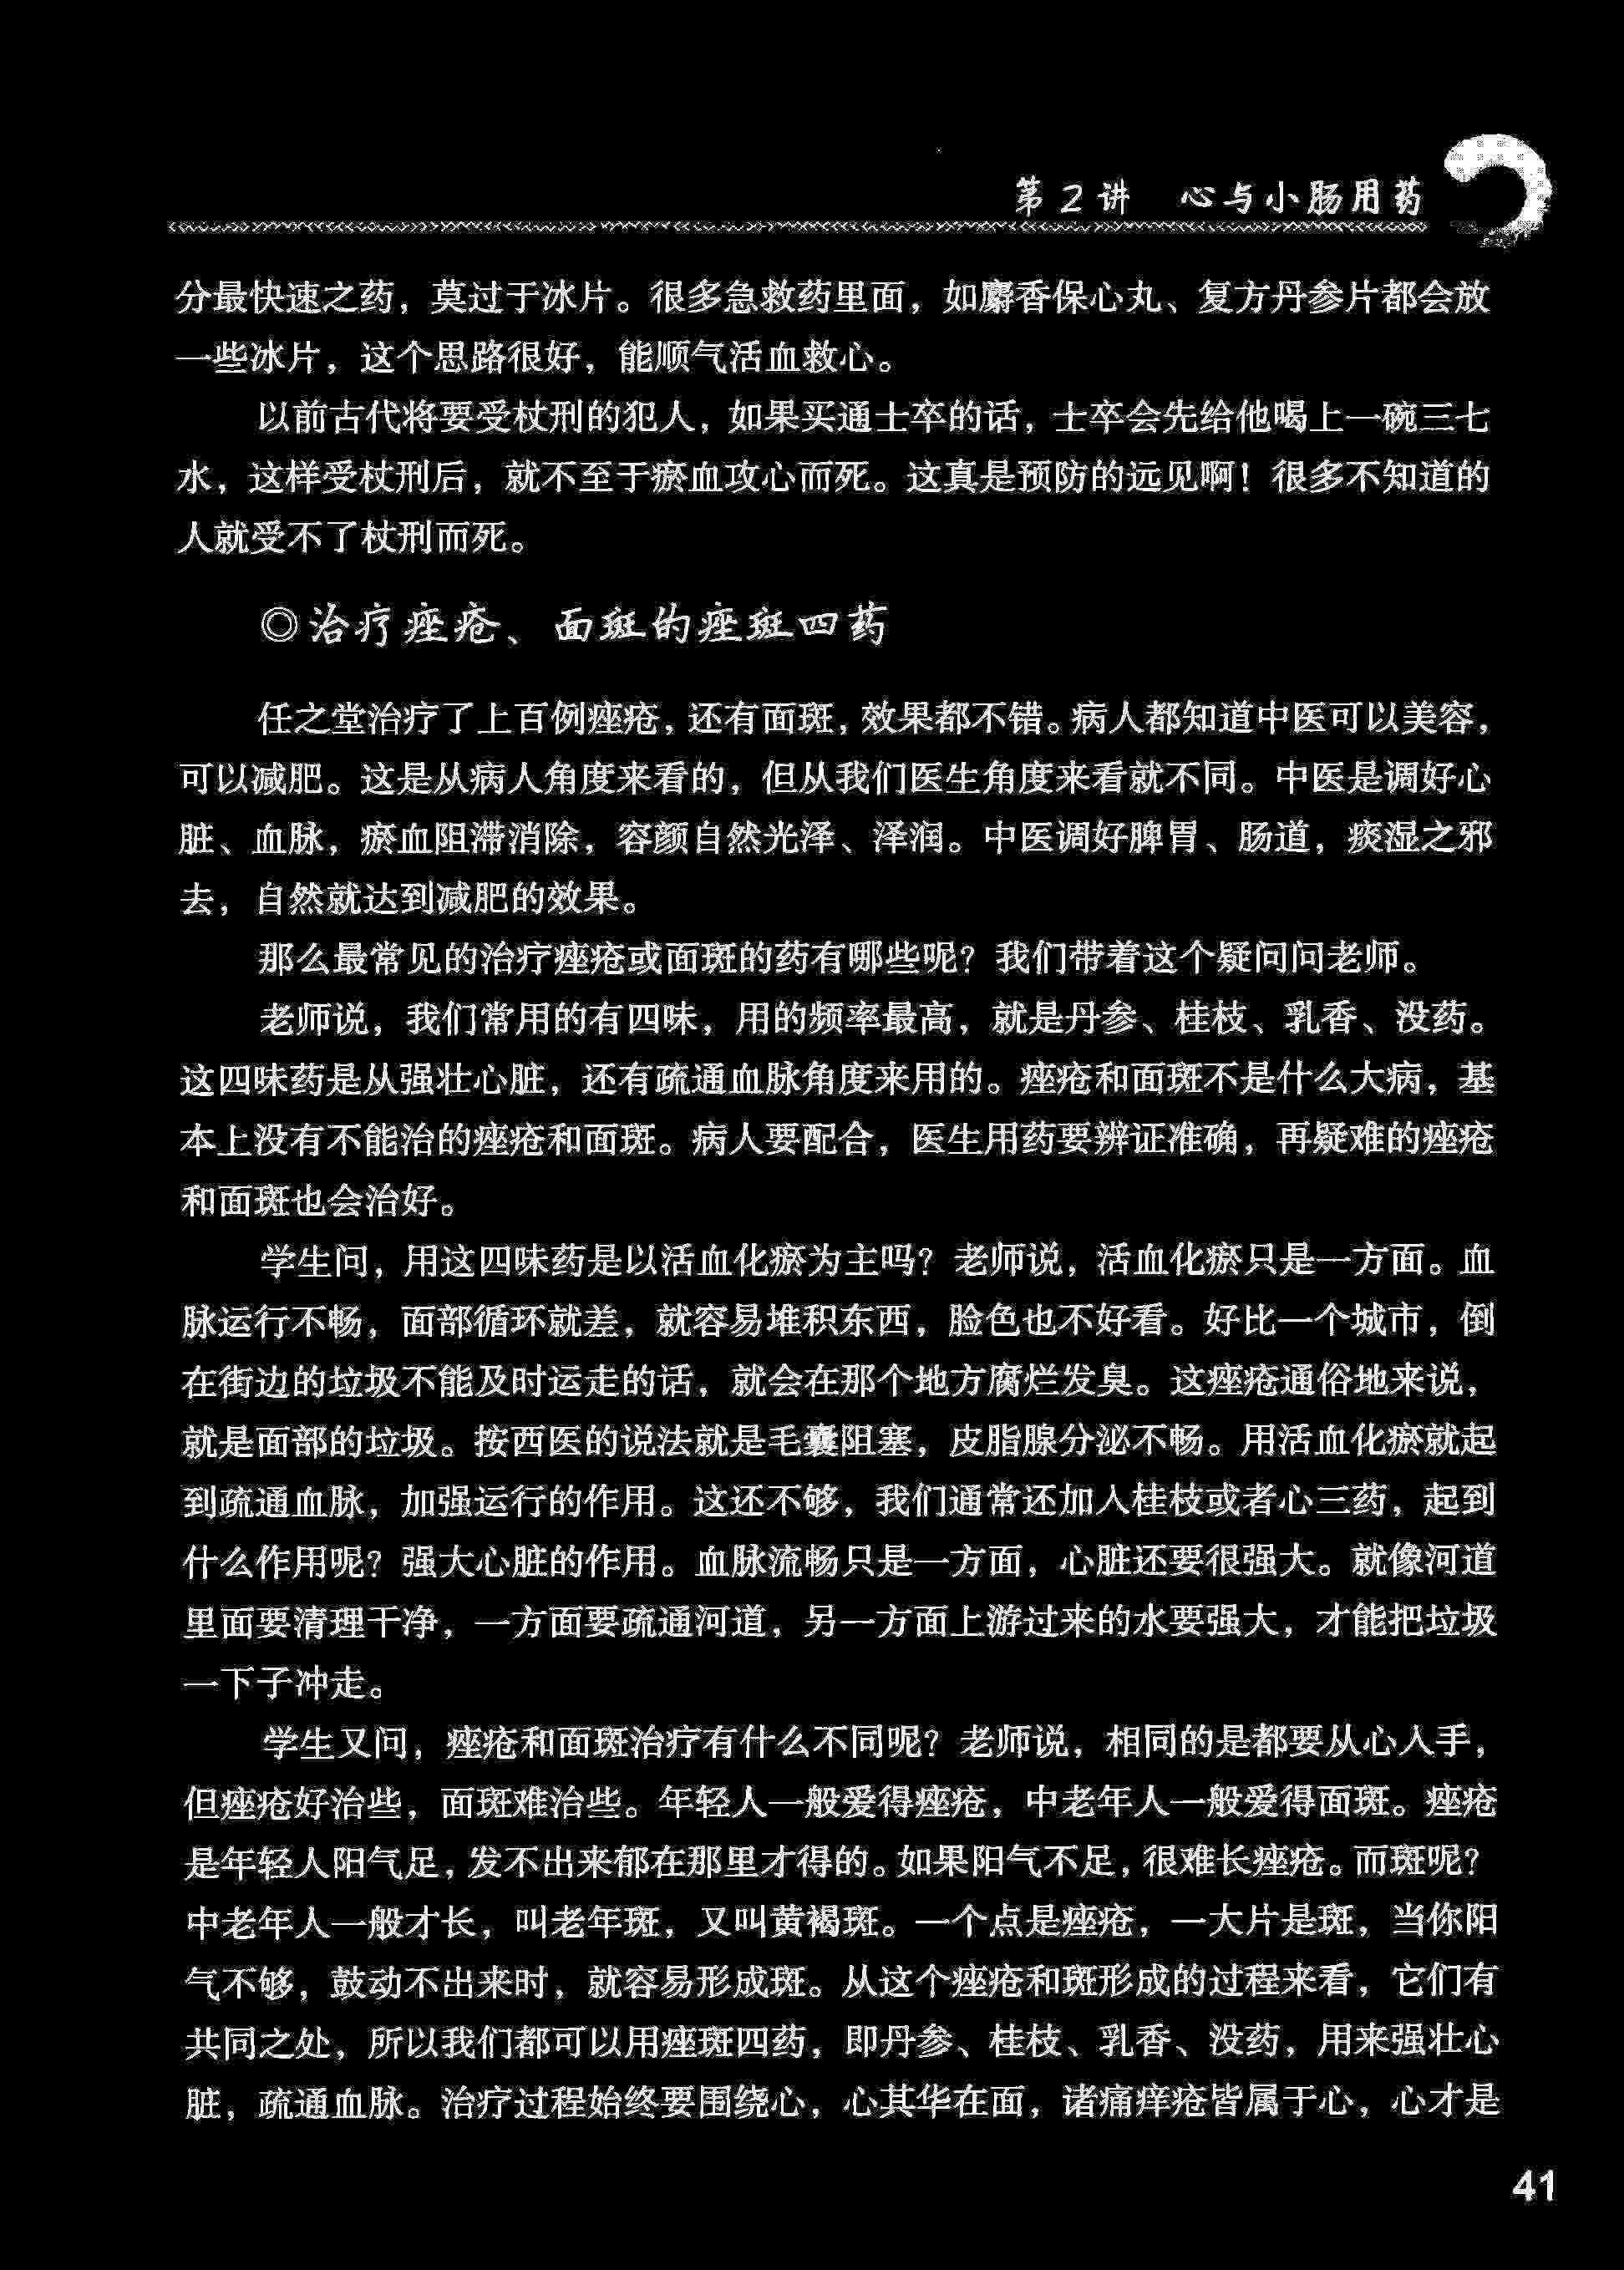 第2讲 心与小肠用药
分最快速之药，莫过于冰片。很多急救药里面，如麝香保心丸、复方丹参片都会放
一些冰片，这个思路很好，能顺气活血救心。
以前古代将要受杖刑的犯人，如果买通士卒的话，士卒会先给他喝上一碗三七
水，这样受杖刑后，就不至于瘀血攻心而死。这真是预防的远见啊！很多不知道的
人就受不了杖刑而死。
◎治疗痤疮、面斑的痤斑四药
任之堂治疗了上百例痤疮，还有面斑，效果都不错。病人都知道中医可以美容，
可以减肥。这是从病人角度来看的，但从我们医生角度来看就不同。中医是调好心
脏、血脉，瘀血阻滞消除，容颜自然光泽、泽润。中医调好脾胃、肠道，痰湿之邪
去，自然就达到减肥的效果。
那么最常见的治疗痤疮或面斑的药有哪些呢？我们带着这个疑问问老师。
老师说，我们常用的有四味，用的频率最高，就是丹参、桂枝、乳香、没药。
这四味药是从强壮心脏，还有疏通血脉角度来用的。痤疮和面斑不是什么大病，基
本上没有不能治的痤疮和面斑。病人要配合，医生用药要辨证准确，再疑难的痤疮
和面斑也会治好。
学生问，用这四味药是以活血化瘀为主吗？老师说，活血化瘀只是一方面。血
脉运行不畅，面部循环就差，就容易堆积东西，脸色也不好看。好比一个城市，倒
在街边的垃圾不能及时运走的话，就会在那个地方腐烂发臭。这痤疮通俗地来说，
就是面部的垃圾。按西医的说法就是毛囊阻塞，皮脂腺分泌不畅。用活血化瘀就起
到疏通血脉，加强运行的作用。这还不够，我们通常还加入桂枝或者心三药，起到
什么作用呢？强大心脏的作用。血脉流畅只是一方面，心脏还要很强大。就像河道
里面要清理干净，一方面要疏通河道，另一方面上游过来的水要强大，才能把垃圾
一下子冲走。
学生又问，痤疮和面斑治疗有什么不同呢？老师说，相同的是都要从心入手，
但痤疮好治些，面斑难治些。年轻人一般爱得痤疮，中老年人一般爱得面斑。痤疮
是年轻人阳气足，发不出来郁在那里才得的。如果阳气不足，很难长痤疮。而斑呢？
中老年人一般才长，叫老年斑，又叫黄褐斑。一个点是痤疮，一大片是斑，当你阳
气不够，鼓动不出来时，就容易形成斑。从这个痤疮和斑形成的过程来看，它们有
共同之处，所以我们都可以用痤斑四药，即丹参、桂枝、乳香、没药，用来强壮心
脏，疏通血脉。治疗过程始终要围绕心，心其华在面，诸痛痒疮皆属于心，心才是
41